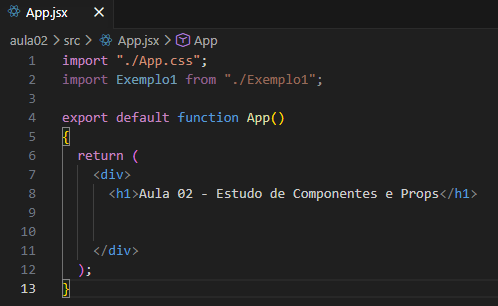 App.jsx ×
aula02 > src > App.jsx > App
1 import "./App.css";
2 import Exemplo1 from "./Exemplo1";
3
4 export default function App()
5 {
6   return (
7     <div>
8       <h1>Aula 02 - Estudo de Componentes e Props</h1>
9
10
11     </div>
12   );
13 }